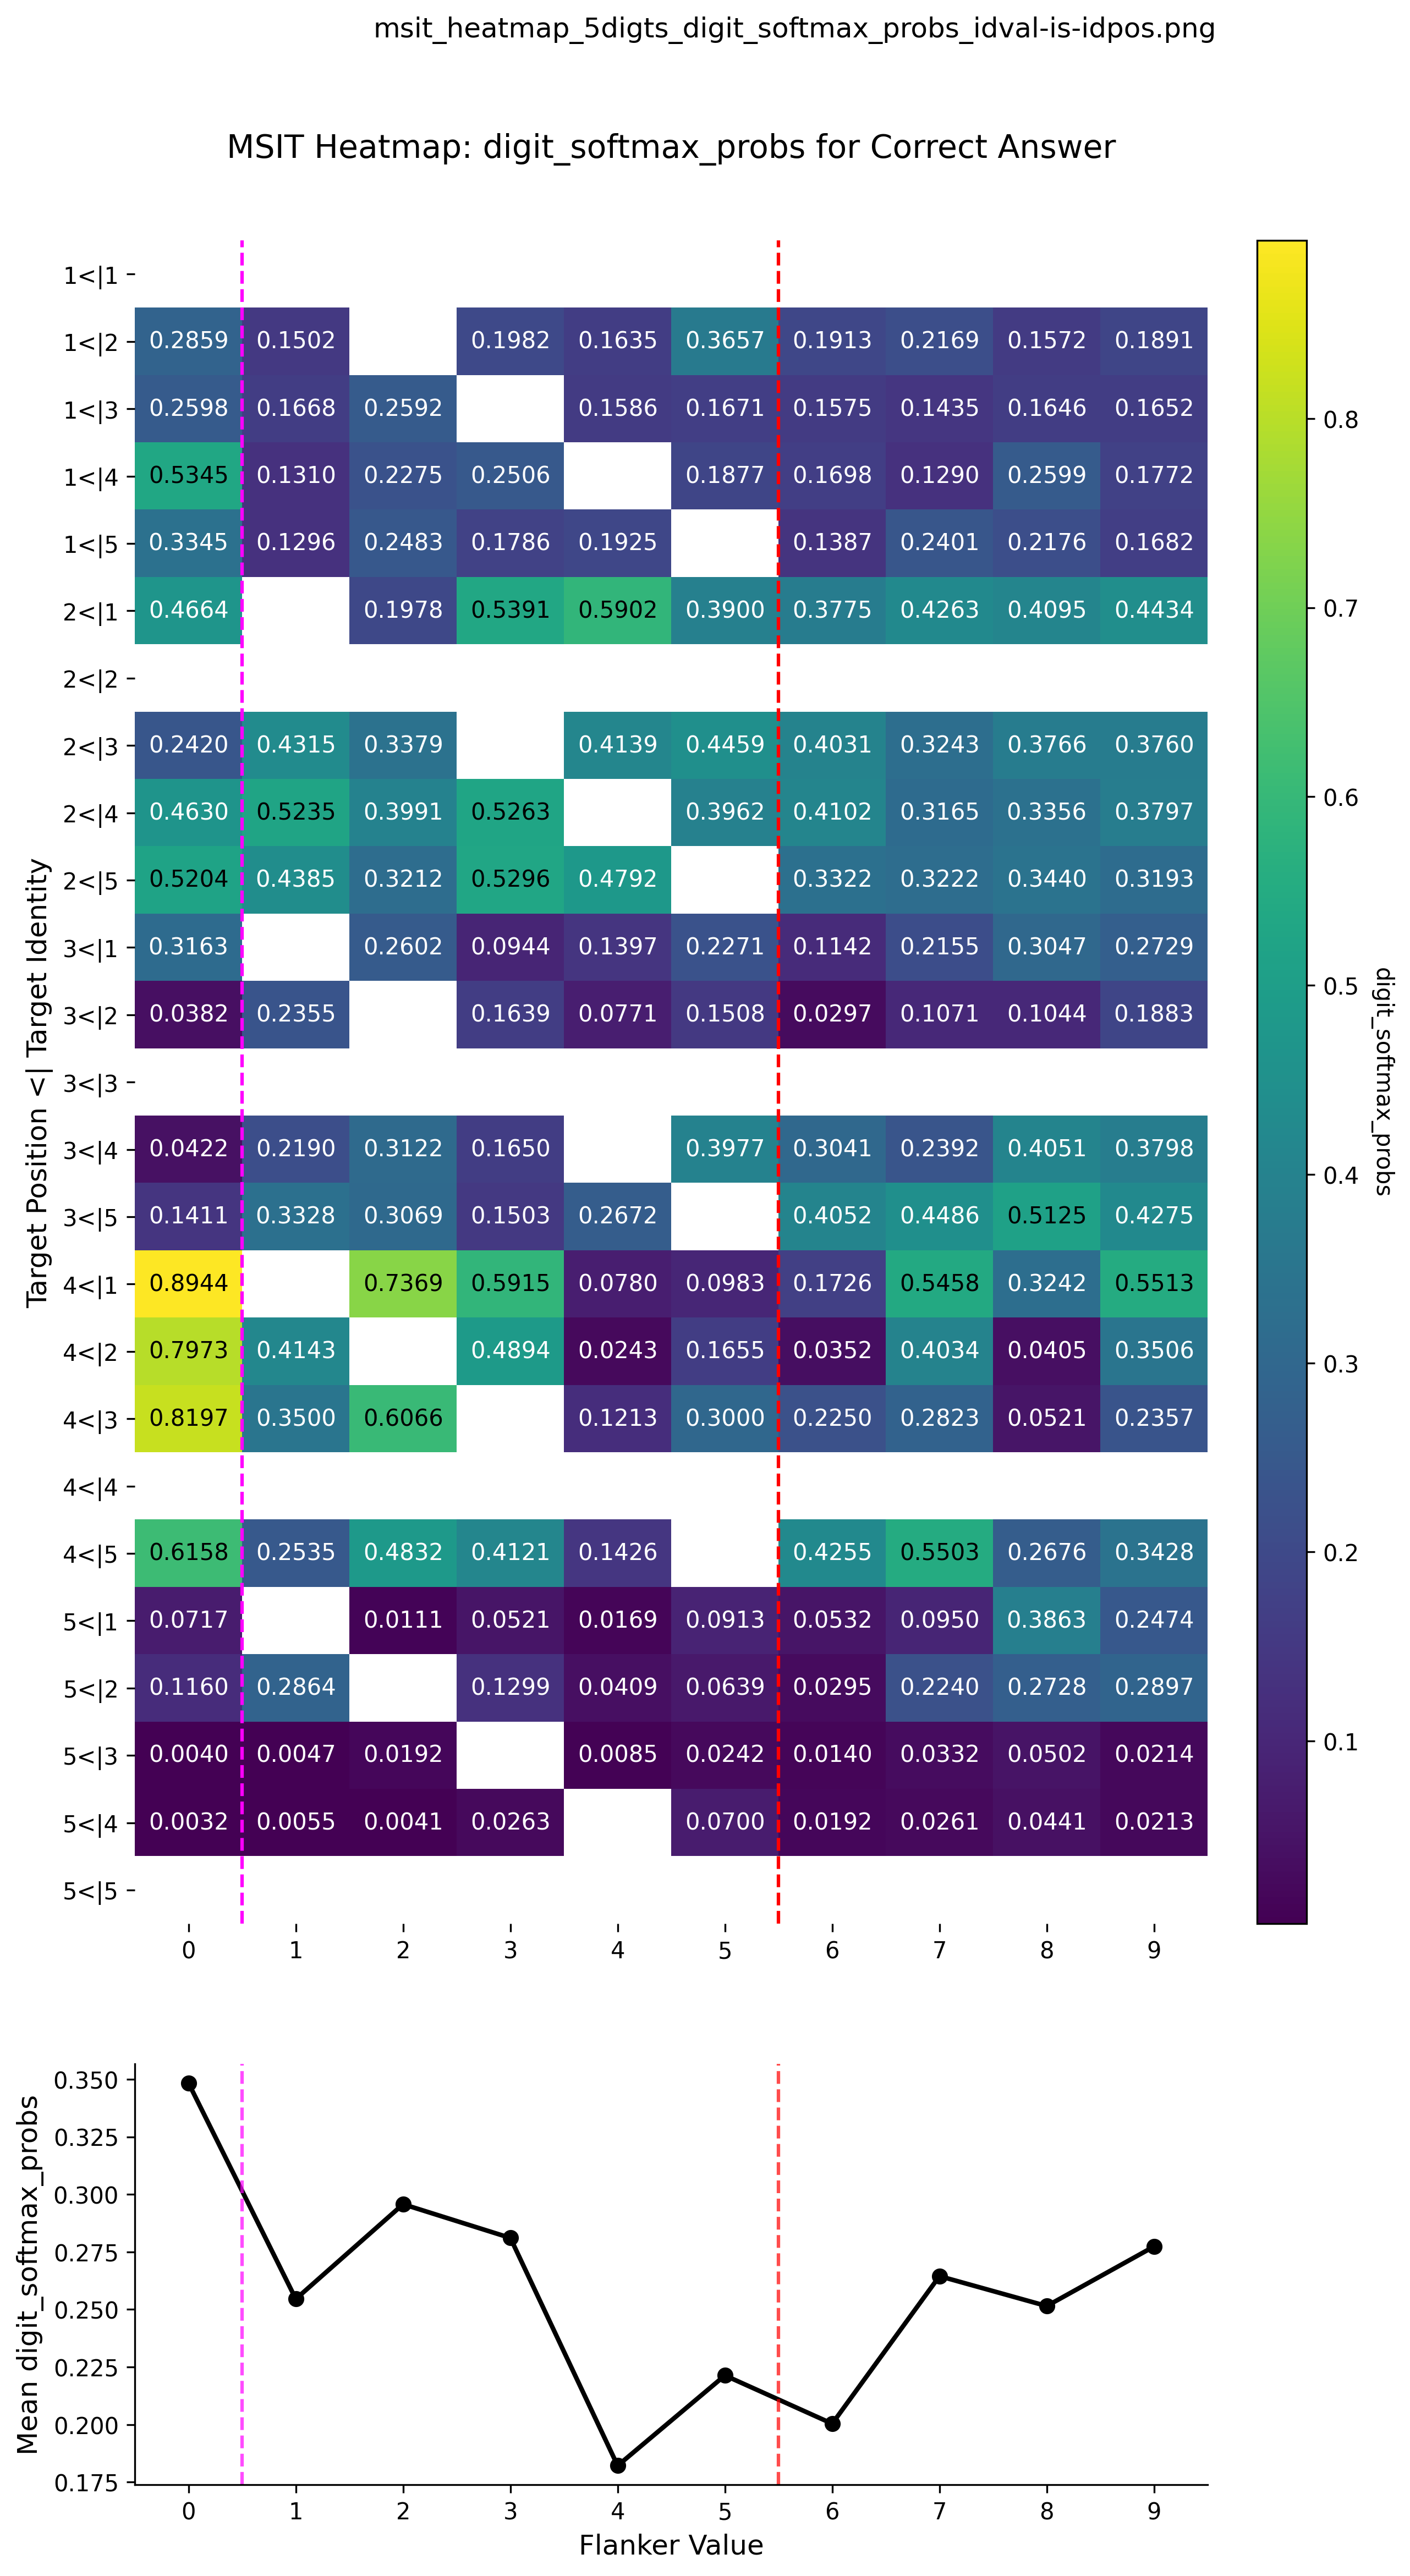 msit_heatmap_5digts_digit_softmax_probs_idval-is-idpos.png
MSIT Heatmap: digit_softmax_probs for Correct Answer
Target Position <| Target Identity
1<|1
1<|2 0.2859 0.1502 0.1982 0.1635 0.3657 0.1913 0.2169 0.1572 0.1891
1<|3 0.2598 0.1668 0.2592 0.1586 0.1671 0.1575 0.1435 0.1646 0.1652
1<|4 0.5345 0.1310 0.2275 0.2506 0.1877 0.1698 0.1290 0.2599 0.1772
1<|5 0.3345 0.1296 0.2483 0.1786 0.1925 0.1387 0.2401 0.2176 0.1682
2<|1 0.4664 0.1978 0.5391 0.5902 0.3900 0.3775 0.4263 0.4095 0.4434
2<|2
2<|3 0.2420 0.4315 0.3379 0.4139 0.4459 0.4031 0.3243 0.3766 0.3760
2<|4 0.4630 0.5235 0.3991 0.5263 0.3962 0.4102 0.3165 0.3356 0.3797
2<|5 0.5204 0.4385 0.3212 0.5296 0.4792 0.3322 0.3222 0.3440 0.3193
3<|1 0.3163 0.2602 0.0944 0.1397 0.2271 0.1142 0.2155 0.3047 0.2729
3<|2 0.0382 0.2355 0.1639 0.0771 0.1508 0.0297 0.1071 0.1044 0.1883
3<|3
3<|4 0.0422 0.2190 0.3122 0.1650 0.3977 0.3041 0.2392 0.4051 0.3798
3<|5 0.1411 0.3328 0.3069 0.1503 0.2672 0.4052 0.4486 0.5125 0.4275
4<|1 0.8944 0.7369 0.5915 0.0780 0.0983 0.1726 0.5458 0.3242 0.5513
4<|2 0.7973 0.4143 0.4894 0.0243 0.1655 0.0352 0.4034 0.0405 0.3506
4<|3 0.8197 0.3500 0.6066 0.1213 0.3000 0.2250 0.2823 0.0521 0.2357
4<|4
4<|5 0.6158 0.2535 0.4832 0.4121 0.1426 0.4255 0.5503 0.2676 0.3428
5<|1 0.0717 0.0111 0.0521 0.0169 0.0913 0.0532 0.0950 0.3863 0.2474
5<|2 0.1160 0.2864 0.1299 0.0409 0.0639 0.0295 0.2240 0.2728 0.2897
5<|3 0.0040 0.0047 0.0192 0.0085 0.0242 0.0140 0.0332 0.0502 0.0214
5<|4 0.0032 0.0055 0.0041 0.0263 0.0700 0.0192 0.0261 0.0441 0.0213
5<|5
0 1 2 3 4 5 6 7 8 9
0.8
0.7
0.6
0.5
0.4
0.3
0.2
0.1
digit_softmax_probs
Mean digit_softmax_probs
0.350
0.325
0.300
0.275
0.250
0.225
0.200
0.175
0 1 2 3 4 5 6 7 8 9
Flanker Value